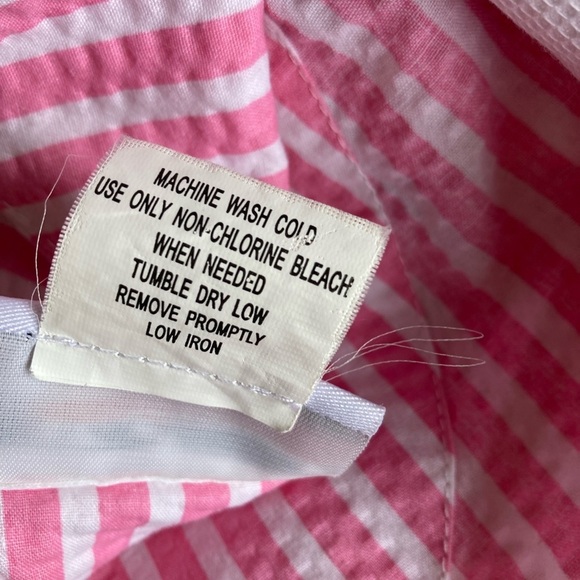 MACHINE WASH COLD
USE ONLY NON-CHLORINE BLEACH
WHEN NEEDED
TUMBLE DRY LOW
REMOVE PROMPTLY
LOW IRON